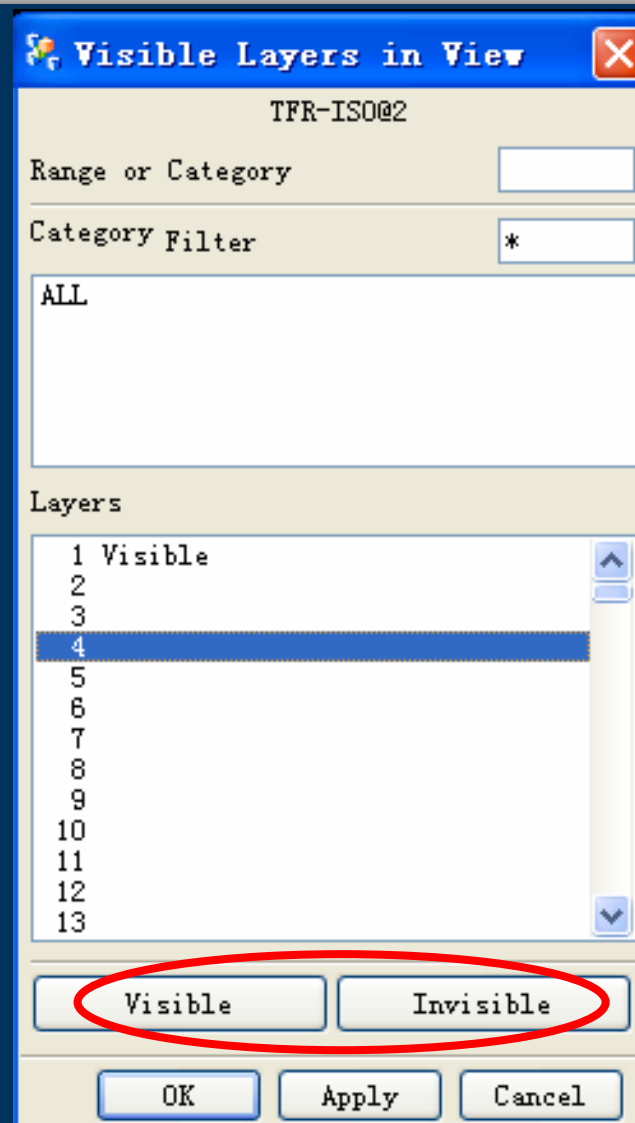 Visible Layers in View
TFR-ISO@2
Range or Category
Category Filter *
ALL
Layers
1 Visible
2
3
4
5
6
7
8
9
10
11
12
13
Visible Invisible
OK Apply Cancel